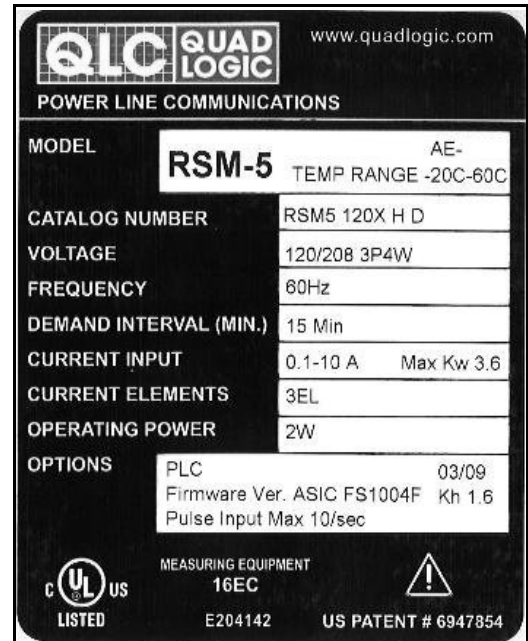 QLC QUAD LOGIC www.quadlogic.com
POWER LINE COMMUNICATIONS
MODEL RSM-5 AE-
TEMP RANGE -20C-60C
CATALOG NUMBER RSM5 120X H D
VOLTAGE 120/208 3P4W
FREQUENCY 60Hz
DEMAND INTERVAL (MIN.) 15 Min
CURRENT INPUT 0.1-10 A Max Kw 3.6
CURRENT ELEMENTS 3EL
OPERATING POWER 2W
OPTIONS PLC 03/09
Firmware Ver. ASIC FS1004F Kh 1.6
Pulse Input Max 10/sec
C UL US LISTED
MEASURING EQUIPMENT
16EC
E204142
US PATENT # 6947854